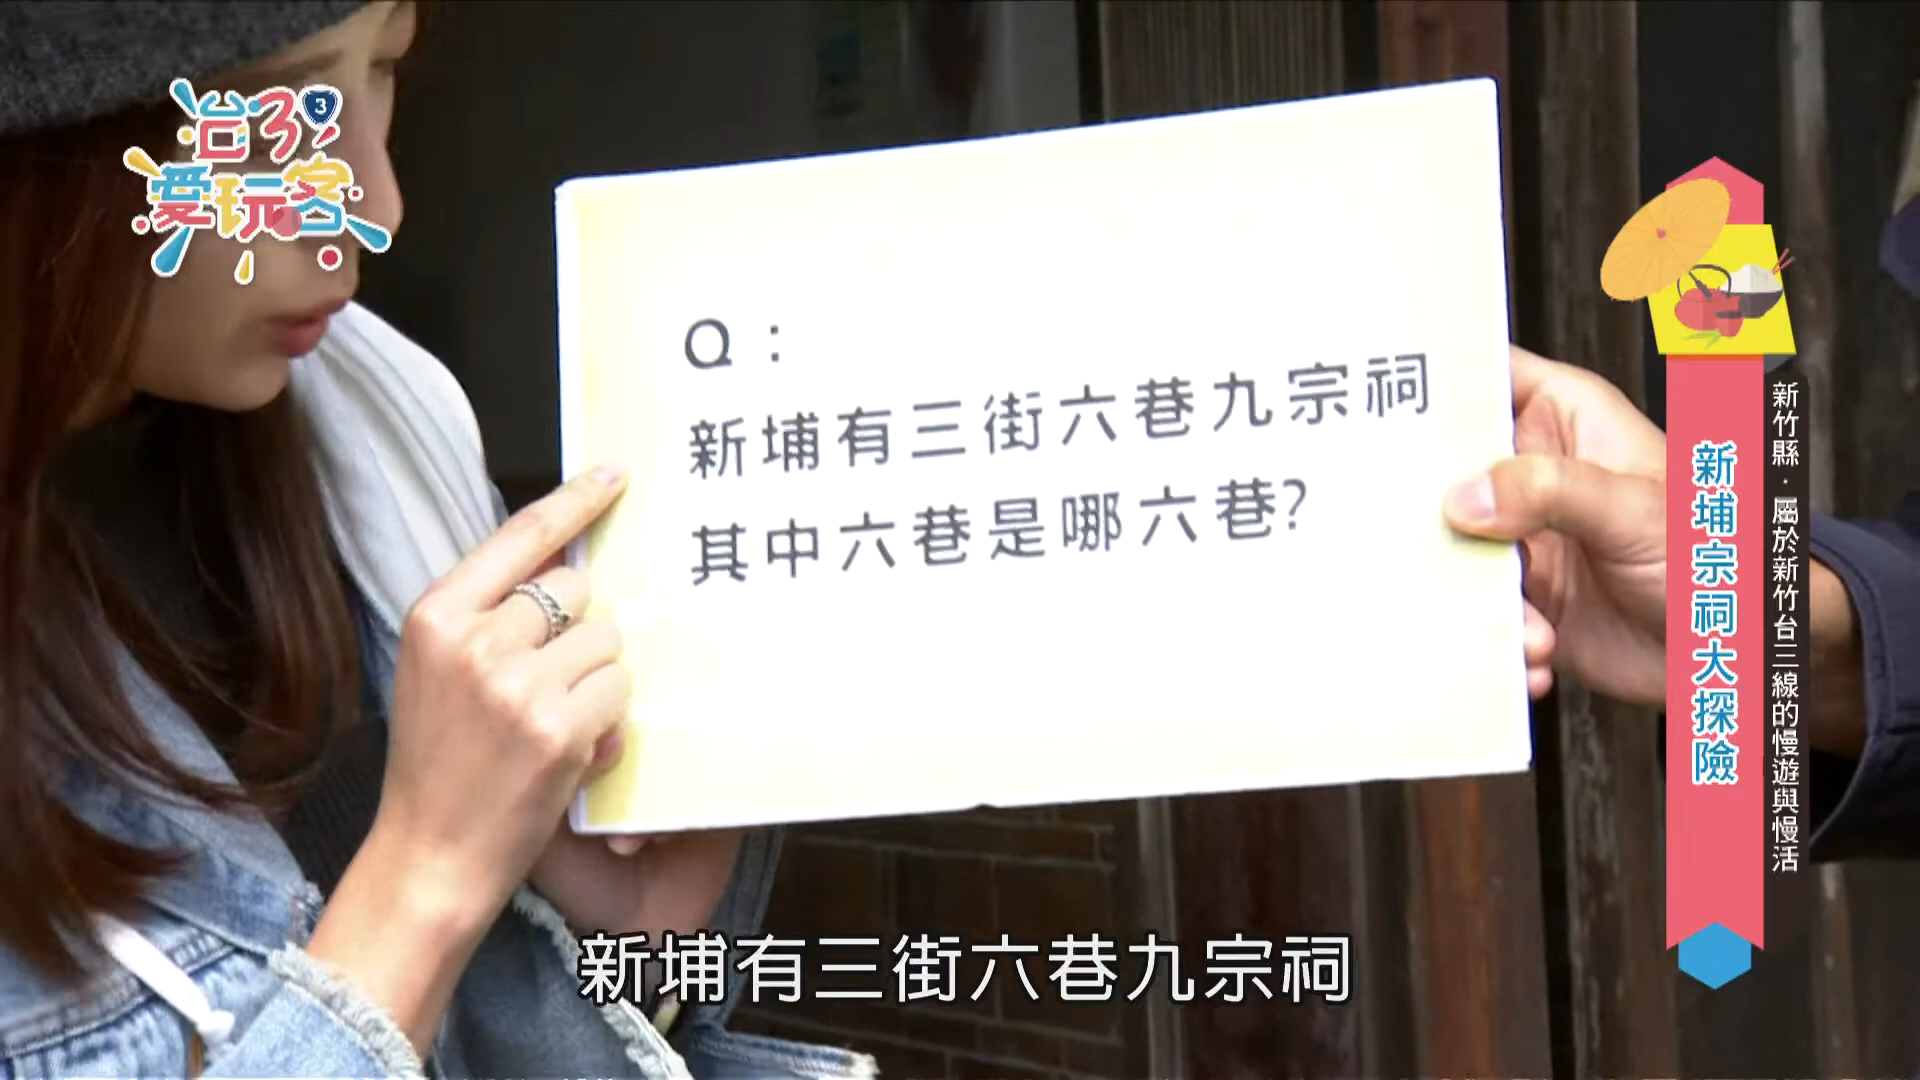 台3
3
愛玩客
Q：
新埔有三街六巷九宗祠
其中六巷是哪六巷?
新埔宗祠大探險
新竹縣·屬於新竹台三線的慢遊與慢活
新埔有三街六巷九宗祠